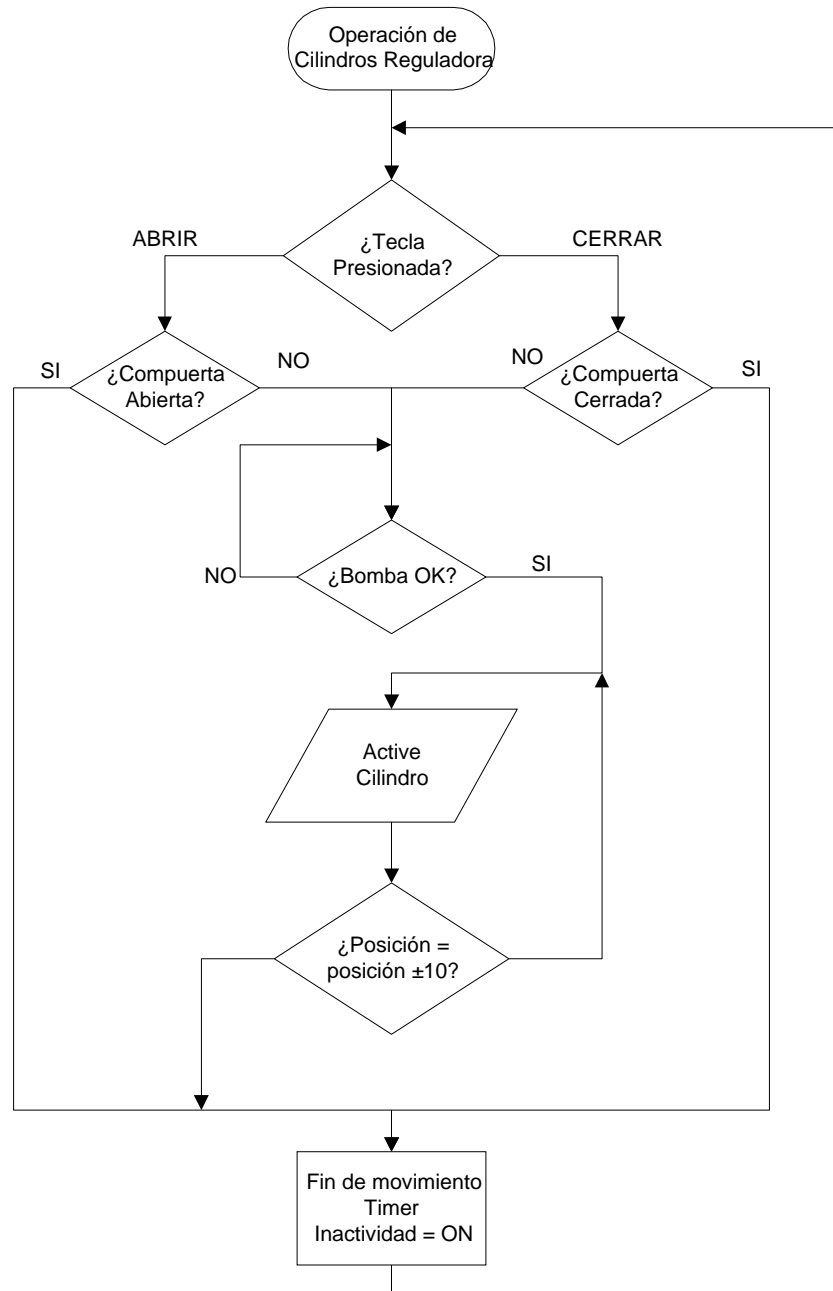 Operación de
Cilindros Reguladora
¿Tecla
Presionada?
ABRIR
CERRAR
SI
¿Compuerta
Abierta?
NO
NO
¿Compuerta
Cerrada?
SI
NO
¿Bomba OK?
SI
Active
Cilindro
¿Posición =
posición ±10?
Fin de movimiento
Timer
Inactividad = ON